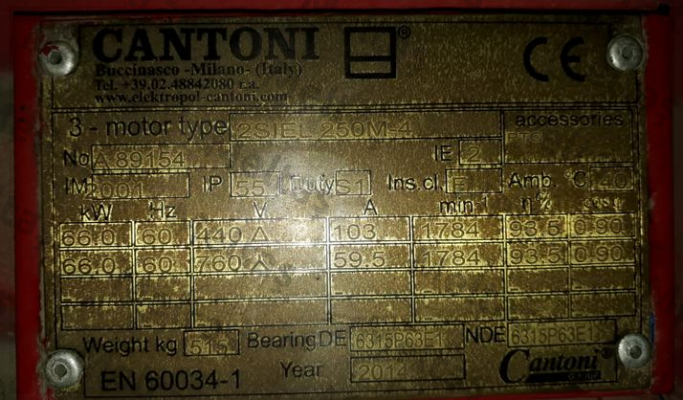 CANTONI ®
Buccinasco -Milano- (Italy)
Tel. +39.02.48842080 r.a.
www.elektropol-cantoni.com
CE
3 - motor type 2SIEL 250M-4 accessories
PTC
No A 89154 IE 2
IM 2001 IP 55 Duty S1 Ins.cl. F Amb. °C 40
kW Hz V A min-1 η% cosφ
66.0 60 440 103 1784 93.5 0.90
66.0 60 760 59.5 1784 93.5 0.90
Weight kg 515 Bearing DE 6315P63E1 NDE 6315P63E1
EN 60034-1 Year 2014 Cantoni